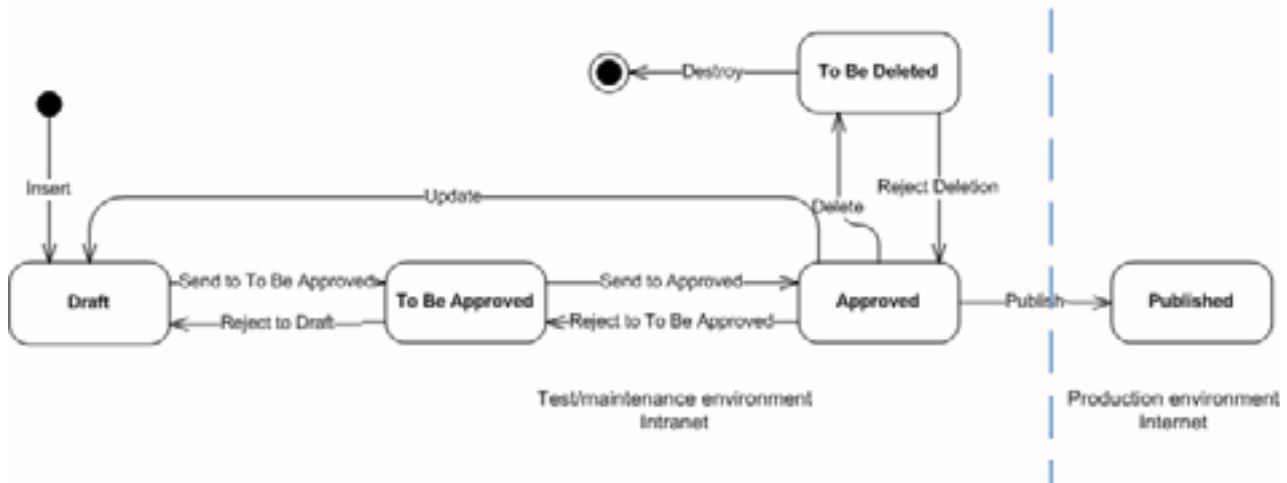 To Be Deleted
Destroy
Insert
Update
Delete
Reject Deletion
Draft
Send to To Be Approved
Reject to Draft
To Be Approved
Send to Approved
Reject to To Be Approved
Approved
Publish
Published
Test/maintenance environment
Intranet
Production environment
Internet